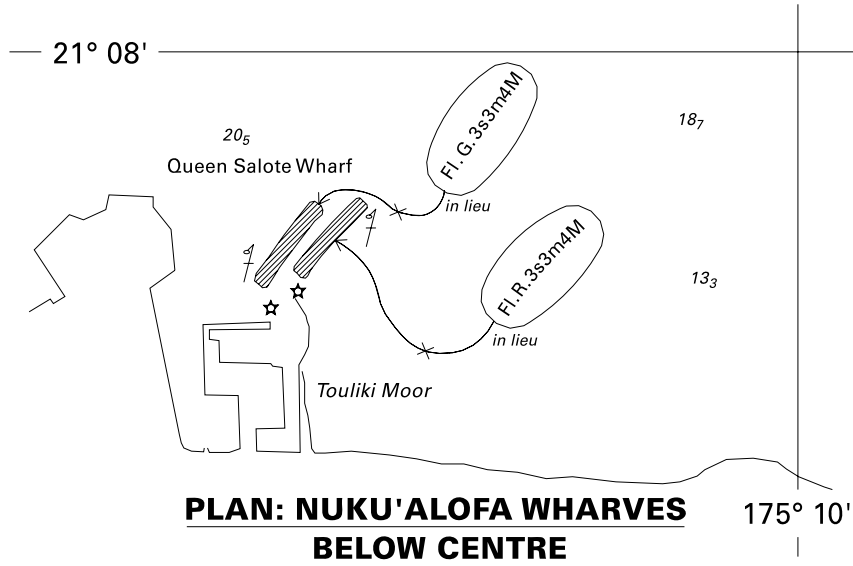 21° 08'
Fl. G. 3s3m4M
18₇
20₅
Queen Salote Wharf
in lieu
Fl.R.3s3m4M
13₃
in lieu
Touliki Moor
PLAN: NUKU'ALOFA WHARVES
BELOW CENTRE
175° 10'